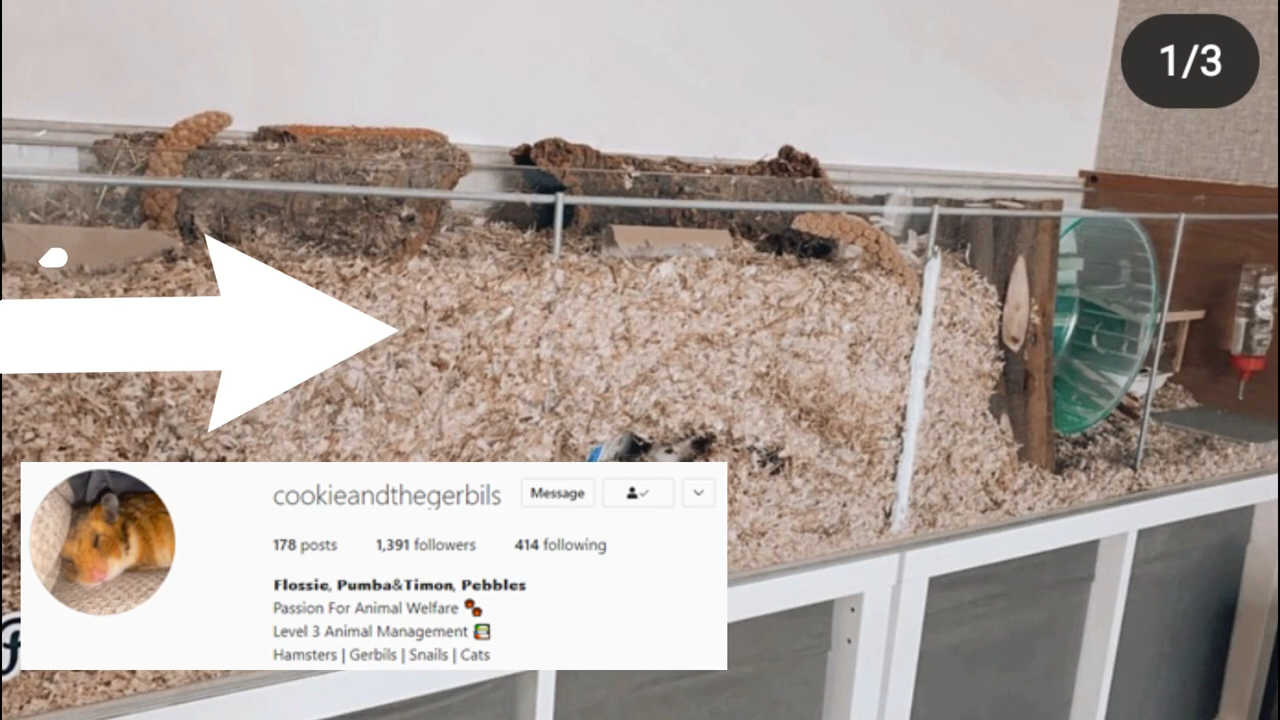 1/3
cookieandthegerbils Message
178 posts 1,391 followers 414 following
Flossie, Pumba&Timon, Pebbles
Passion For Animal Welfare
Level 3 Animal Management
Hamsters | Gerbils | Snails | Cats